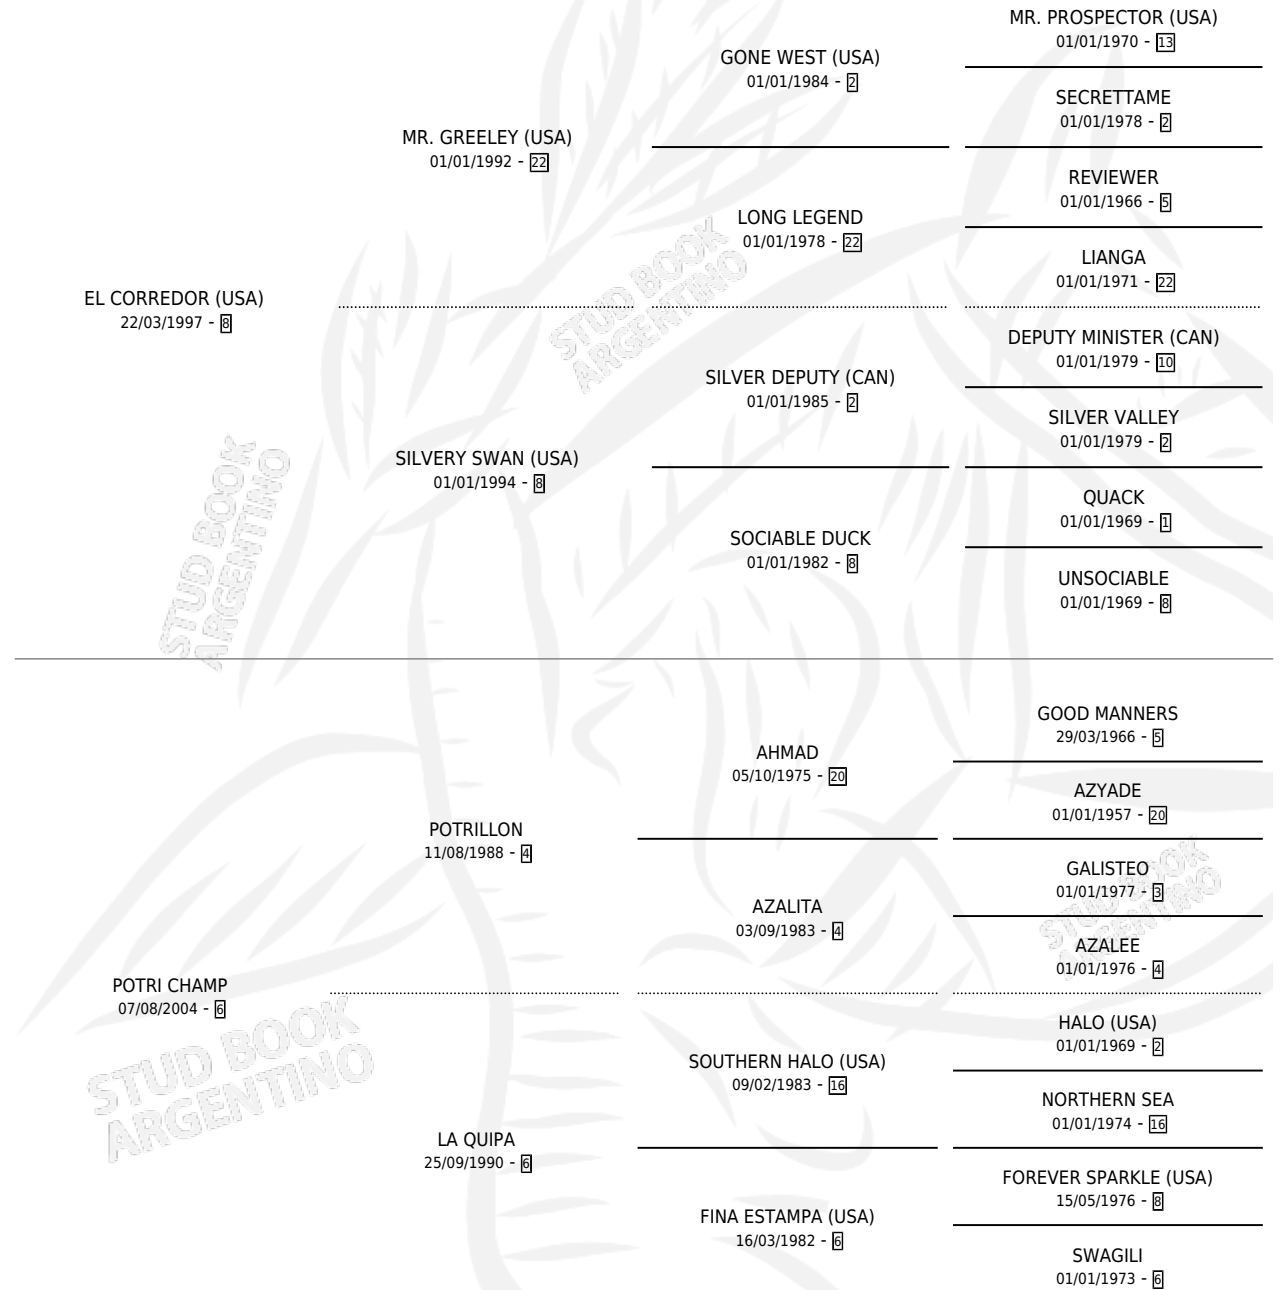 MR. PROSPECTOR (USA)
01/01/1970 - 13
GONE WEST (USA)
01/01/1984 - 2
SECRETTAME
01/01/1978 - 2
MR. GREELEY (USA)
01/01/1992 - 22
REVIEWER
01/01/1966 - 5
LONG LEGEND
01/01/1978 - 22
LIANGA
01/01/1971 - 22
EL CORREDOR (USA)
22/03/1997 - 8
DEPUTY MINISTER (CAN)
01/01/1979 - 10
SILVER DEPUTY (CAN)
01/01/1985 - 2
SILVER VALLEY
01/01/1979 - 2
SILVERY SWAN (USA)
01/01/1994 - 8
QUACK
01/01/1969 - 1
SOCIABLE DUCK
01/01/1982 - 8
UNSOCIABLE
01/01/1969 - 8
GOOD MANNERS
29/03/1966 - 5
AHMAD
05/10/1975 - 20
AZYADE
01/01/1957 - 20
POTRILLON
11/08/1988 - 4
GALISTEO
01/01/1977 - 3
AZALITA
03/09/1983 - 4
AZALEE
01/01/1976 - 4
POTRI CHAMP
07/08/2004 - 6
HALO (USA)
01/01/1969 - 2
SOUTHERN HALO (USA)
09/02/1983 - 16
NORTHERN SEA
01/01/1974 - 16
LA QUIPA
25/09/1990 - 6
FOREVER SPARKLE (USA)
15/05/1976 - 8
FINA ESTAMPA (USA)
16/03/1982 - 6
SWAGILI
01/01/1973 - 6
STUD BOOK
ARGENTINO
STUD BOOK
ARGENTINO
STUD BOOK
ARGENTINO
STUD BOOK
ARGENTINO